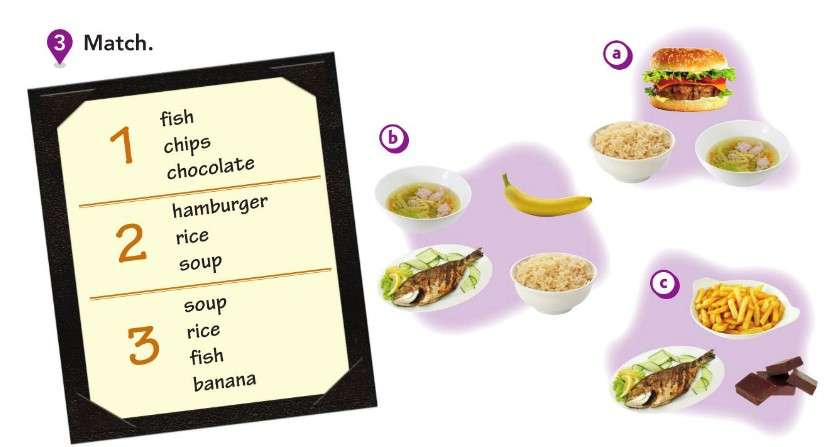 3 Match.
1
fish
chips
chocolate
2
hamburger
rice
soup
3
soup
rice
fish
banana
a
b
c